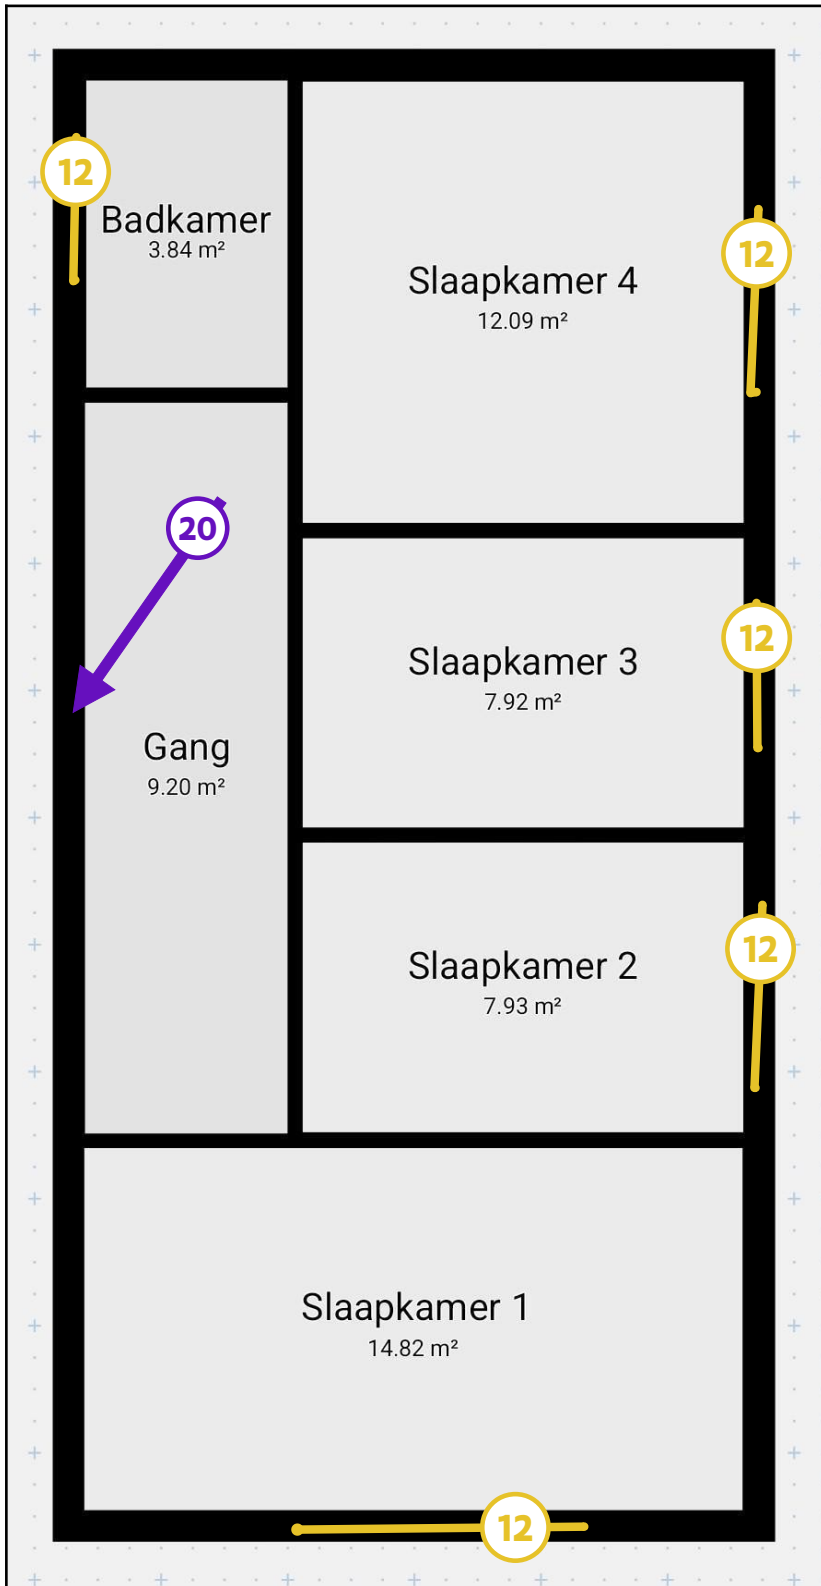 12
Badkamer
3.84 m²
12
Slaapkamer 4
12.09 m²
20
12
Slaapkamer 3
7.92 m²
Gang
9.20 m²
12
Slaapkamer 2
7.93 m²
Slaapkamer 1
14.82 m²
12